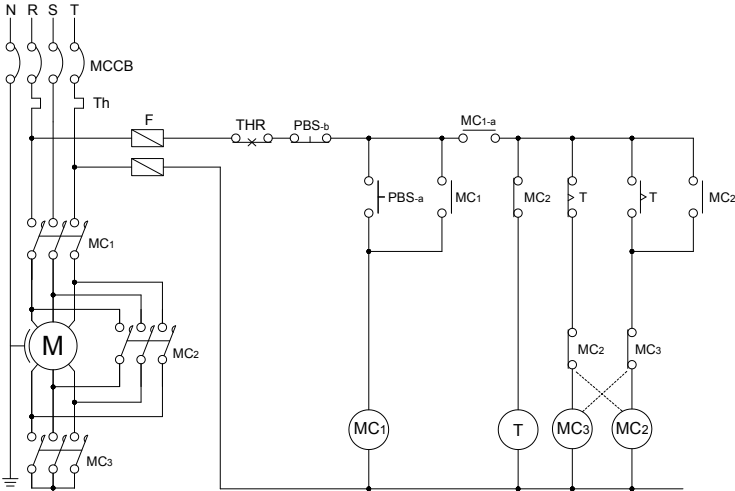 N R S T
MCCB
Th
F
THR
PBS-b
MC1-a
PBS-a
MC1
MC2
T
T
MC2
MC1
M
MC2
MC2
MC3
MC1
T
MC3
MC2
MC3